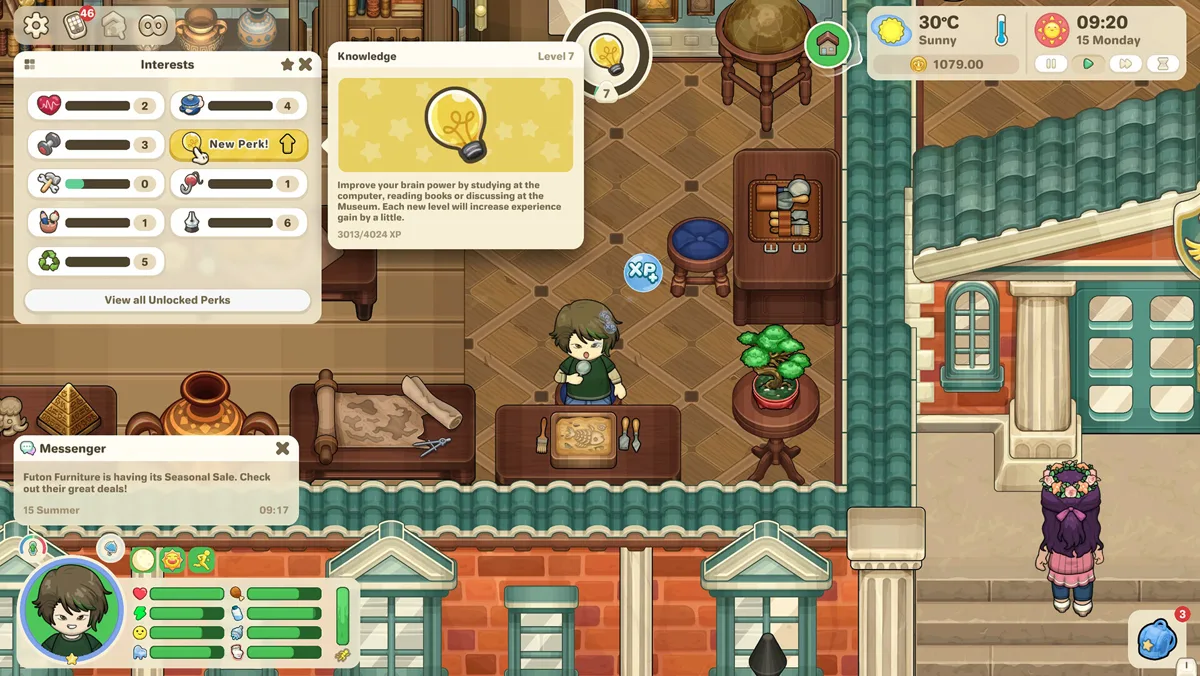 46
Interests
2
4
3
New Perk!
0
1
1
6
5
View all Unlocked Perks
Knowledge
Level 7
Improve your brain power by studying at the
computer, reading books or discussing at the
Museum. Each new level will increase experience
gain by a little.
3013/4024 XP
7
XP+
30°C
Sunny
09:20
15 Monday
1079.00
Messenger
Futon Furniture is having its Seasonal Sale. Check
out their great deals!
15 Summer
09:17
3